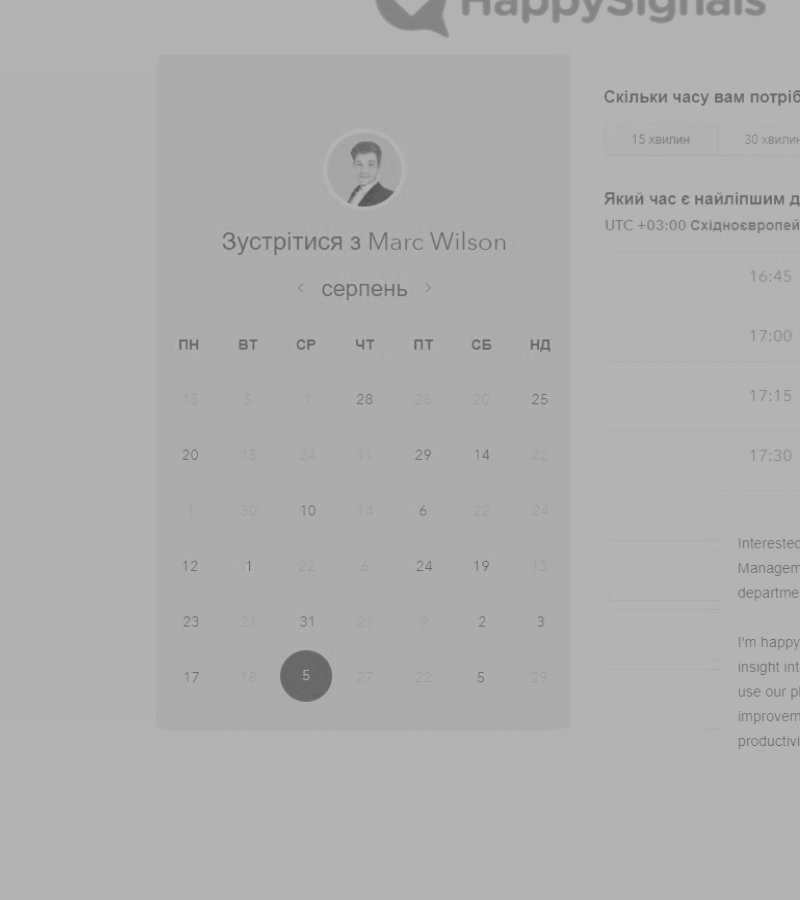 HappySignals
Зустрітися з Marc Wilson
серпень
ПН ВТ СР ЧТ ПТ СБ НД
15 5 1 28 28 20 25
20 15 24 11 29 14 22
1 30 10 14 6 22 24
12 1 22 6 24 19 13
23 21 31 21 9 2 3
17 18 5 27 22 5 29
Скільки часу вам потріб
15 хвилин 30 хвилин
Який час є найліпшим д
UTC +03:00 Східноєвропей
16:45
17:00
17:15
17:30
Interested
Managem
departme
I'm happy
insight int
use our pl
improvem
productivi